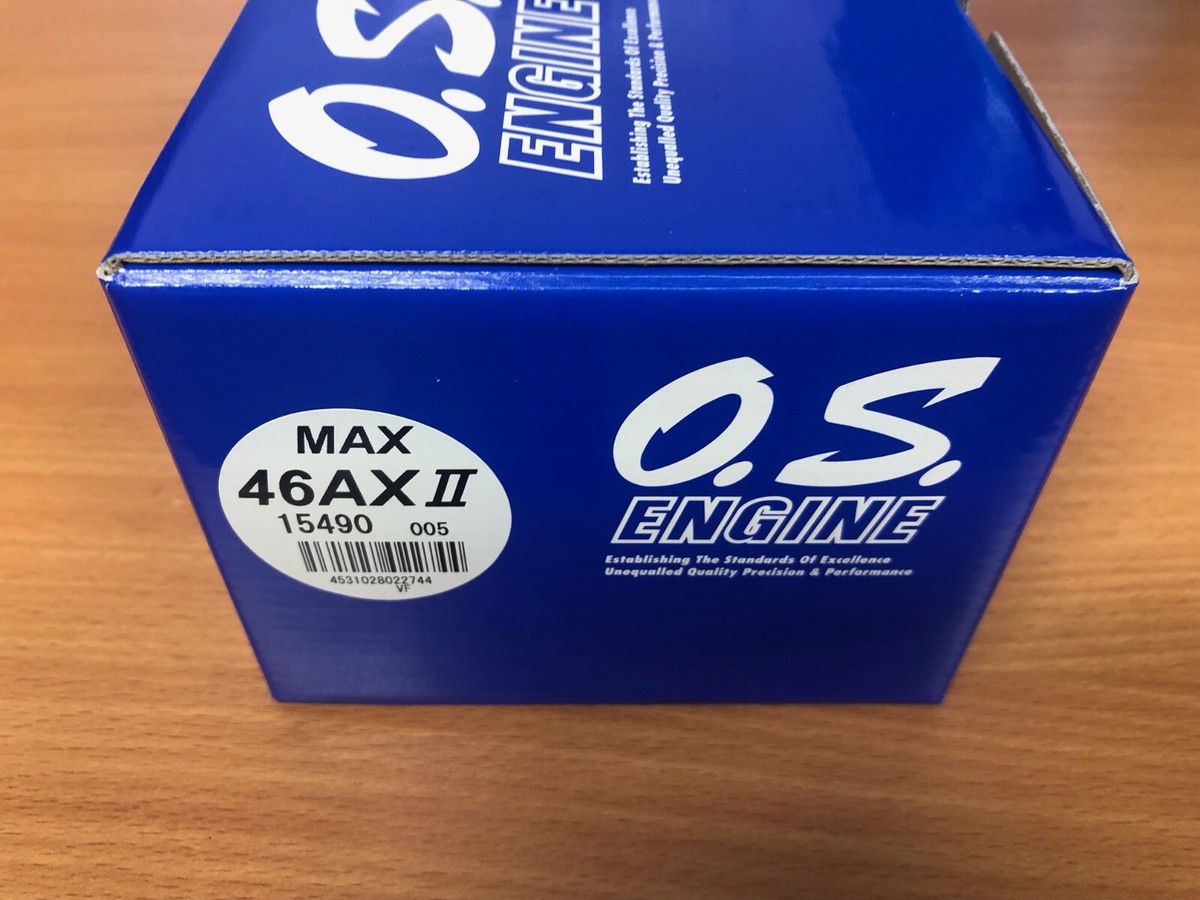 O.S.
ENGINE
Establishing The Standards Of Excellence
Unequalled Quality Precision & Performance
MAX
46AX II
15490 005
4531028022744
VF
O.S.
ENGINE
Establishing The Standards Of Excellence
Unequalled Quality Precision & Performance